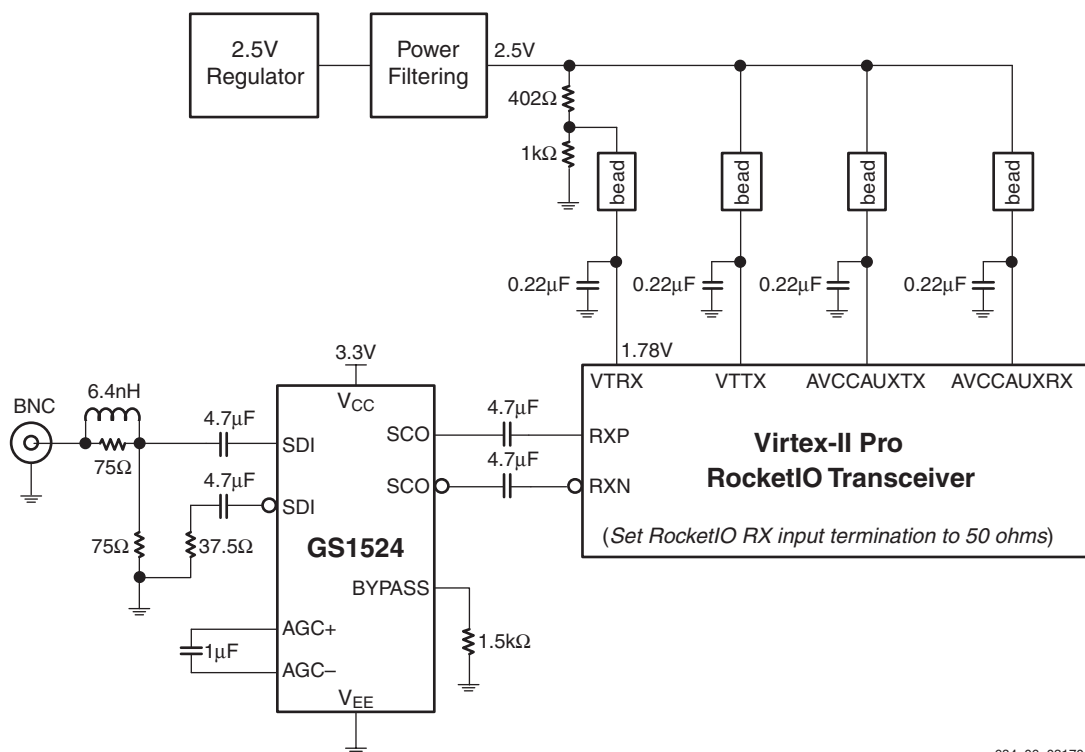 2.5V
Regulator
Power
Filtering
2.5V
402Ω
1kΩ
bead
bead
bead
bead
0.22µF
0.22µF
0.22µF
0.22µF
1.78V
VTRX
VTTX
AVCCAUXTX
AVCCAUXRX
3.3V
VCC
6.4nH
BNC
75Ω
4.7µF
SDI
4.7µF
SDI
75Ω
37.5Ω
GS1524
SCO
4.7µF
RXP
SCO
4.7µF
RXN
Virtex-II Pro
RocketIO Transceiver
(Set RocketIO RX input termination to 50 ohms)
BYPASS
1.5kΩ
AGC+
1µF
AGC–
VEE